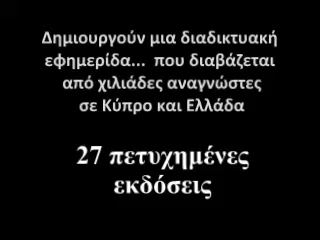 Δημιουργούν μια διαδικτυακή
εφημερίδα... που διαβάζεται
από χιλιάδες αναγνώστες
σε Κύπρο και Ελλάδα
27 πετυχημένες
εκδόσεις